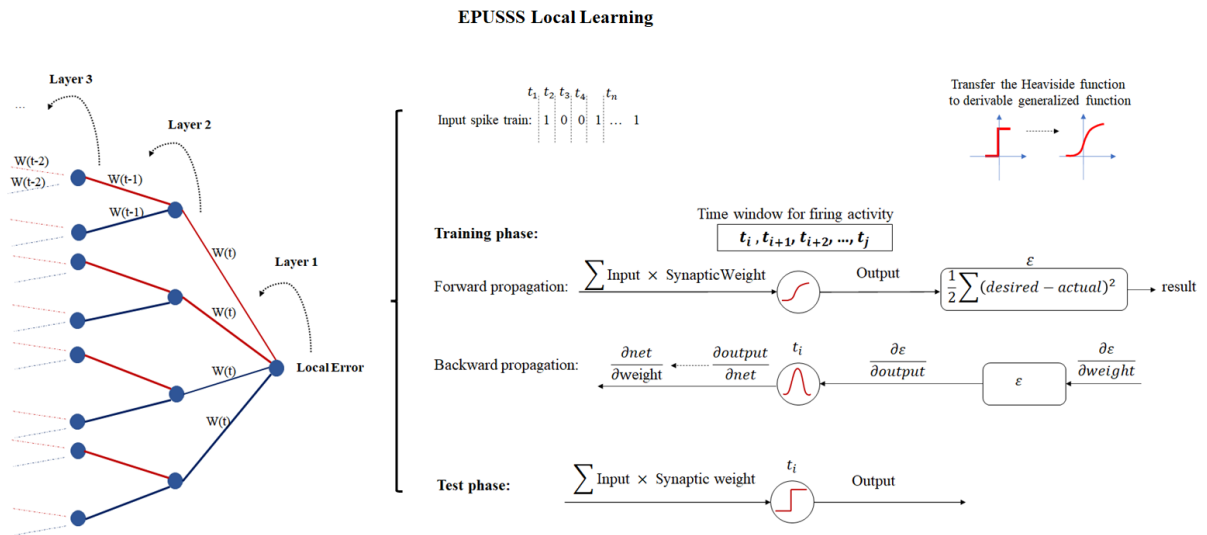 EPUSSS Local Learning
Layer 3
...
Layer 2
W(t-2)
W(t-2)
W(t-1)
W(t-1)
W(t)
Layer 1
W(t)
Local Error
W(t)
W(t)
t₁ t₂ t₃ t₄ tₙ
Input spike train: 1 0 0 1 ... 1
Transfer the Heaviside function
to derivable generalized function
Time window for firing activity
Training phase:
tᵢ , tᵢ₊₁, tᵢ₊₂, ..., tⱼ
Forward propagation:
∑ Input × Synaptic Weight
Output
ε
1/2 ∑(desired − actual)²
result
Backward propagation:
∂net/∂weight
∂output/∂net
tᵢ
∂ε/∂output
ε
∂ε/∂weight
Test phase:
∑ Input × Synaptic weight
tᵢ
Output